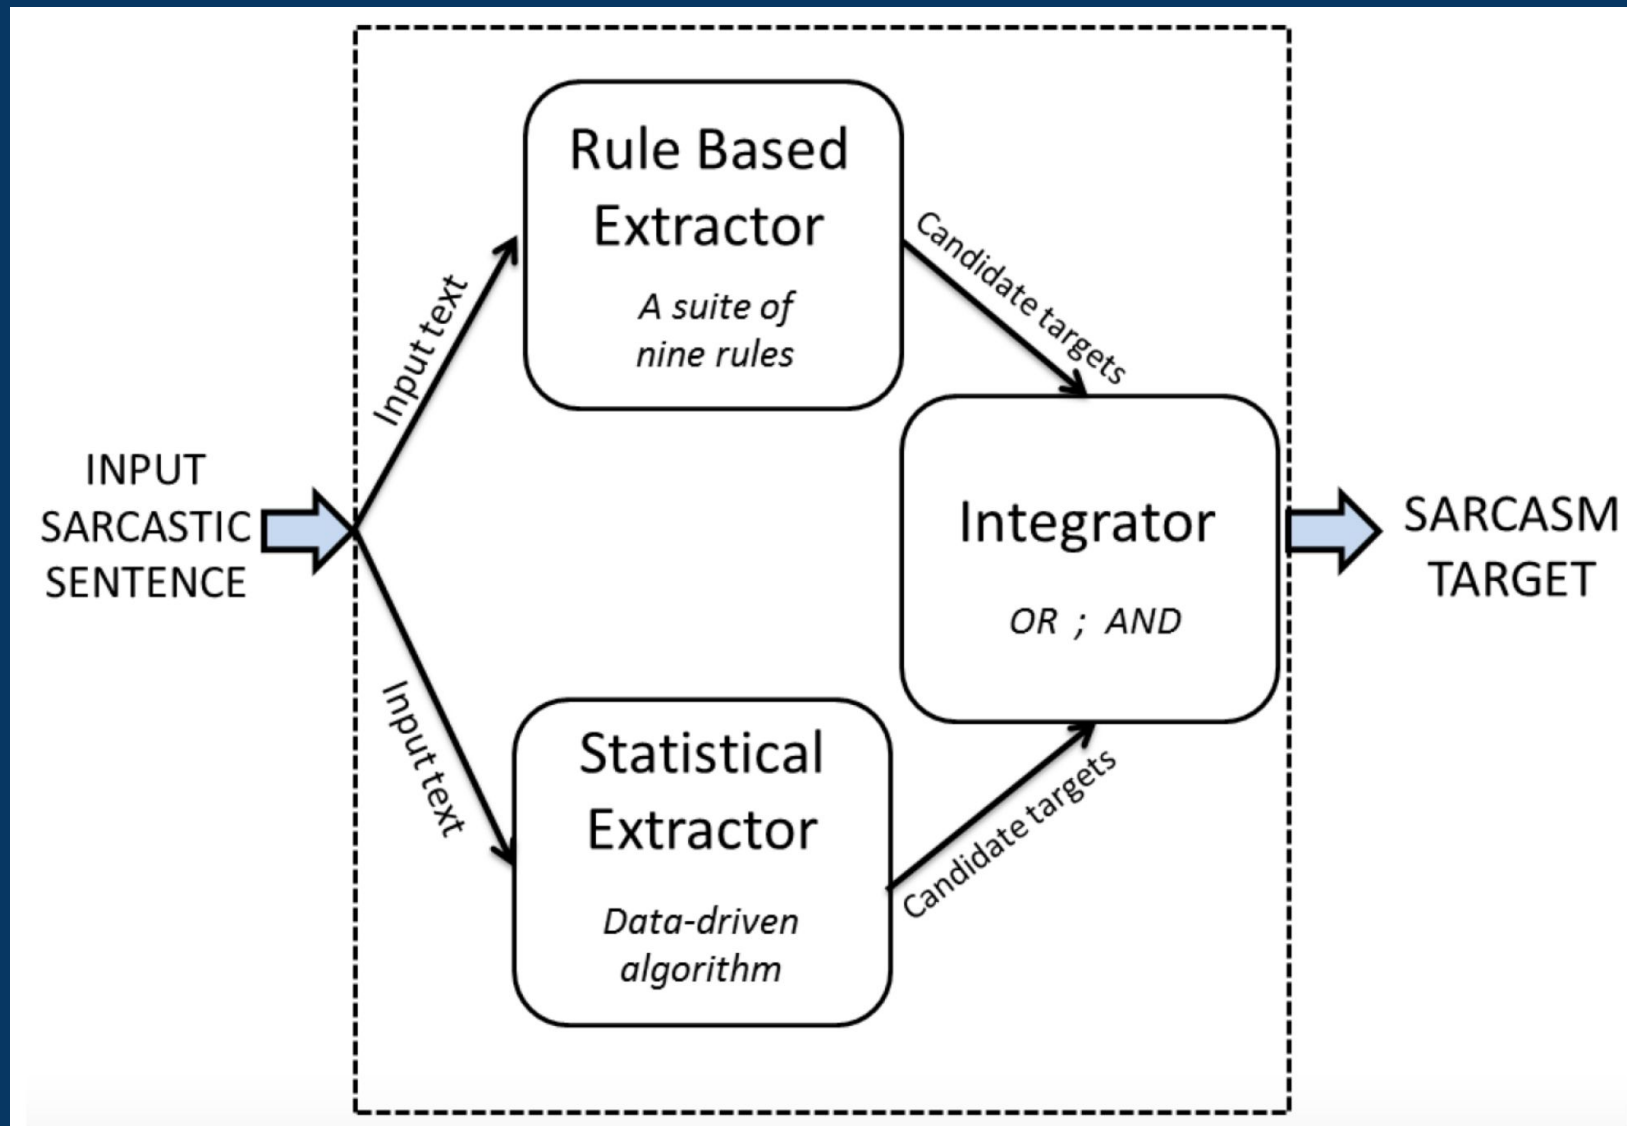 INPUT
SARCASTIC
SENTENCE
Input text
Input text
Rule Based
Extractor
A suite of
nine rules
Candidate targets
Statistical
Extractor
Data-driven
algorithm
Candidate targets
Integrator
OR ; AND
SARCASM
TARGET